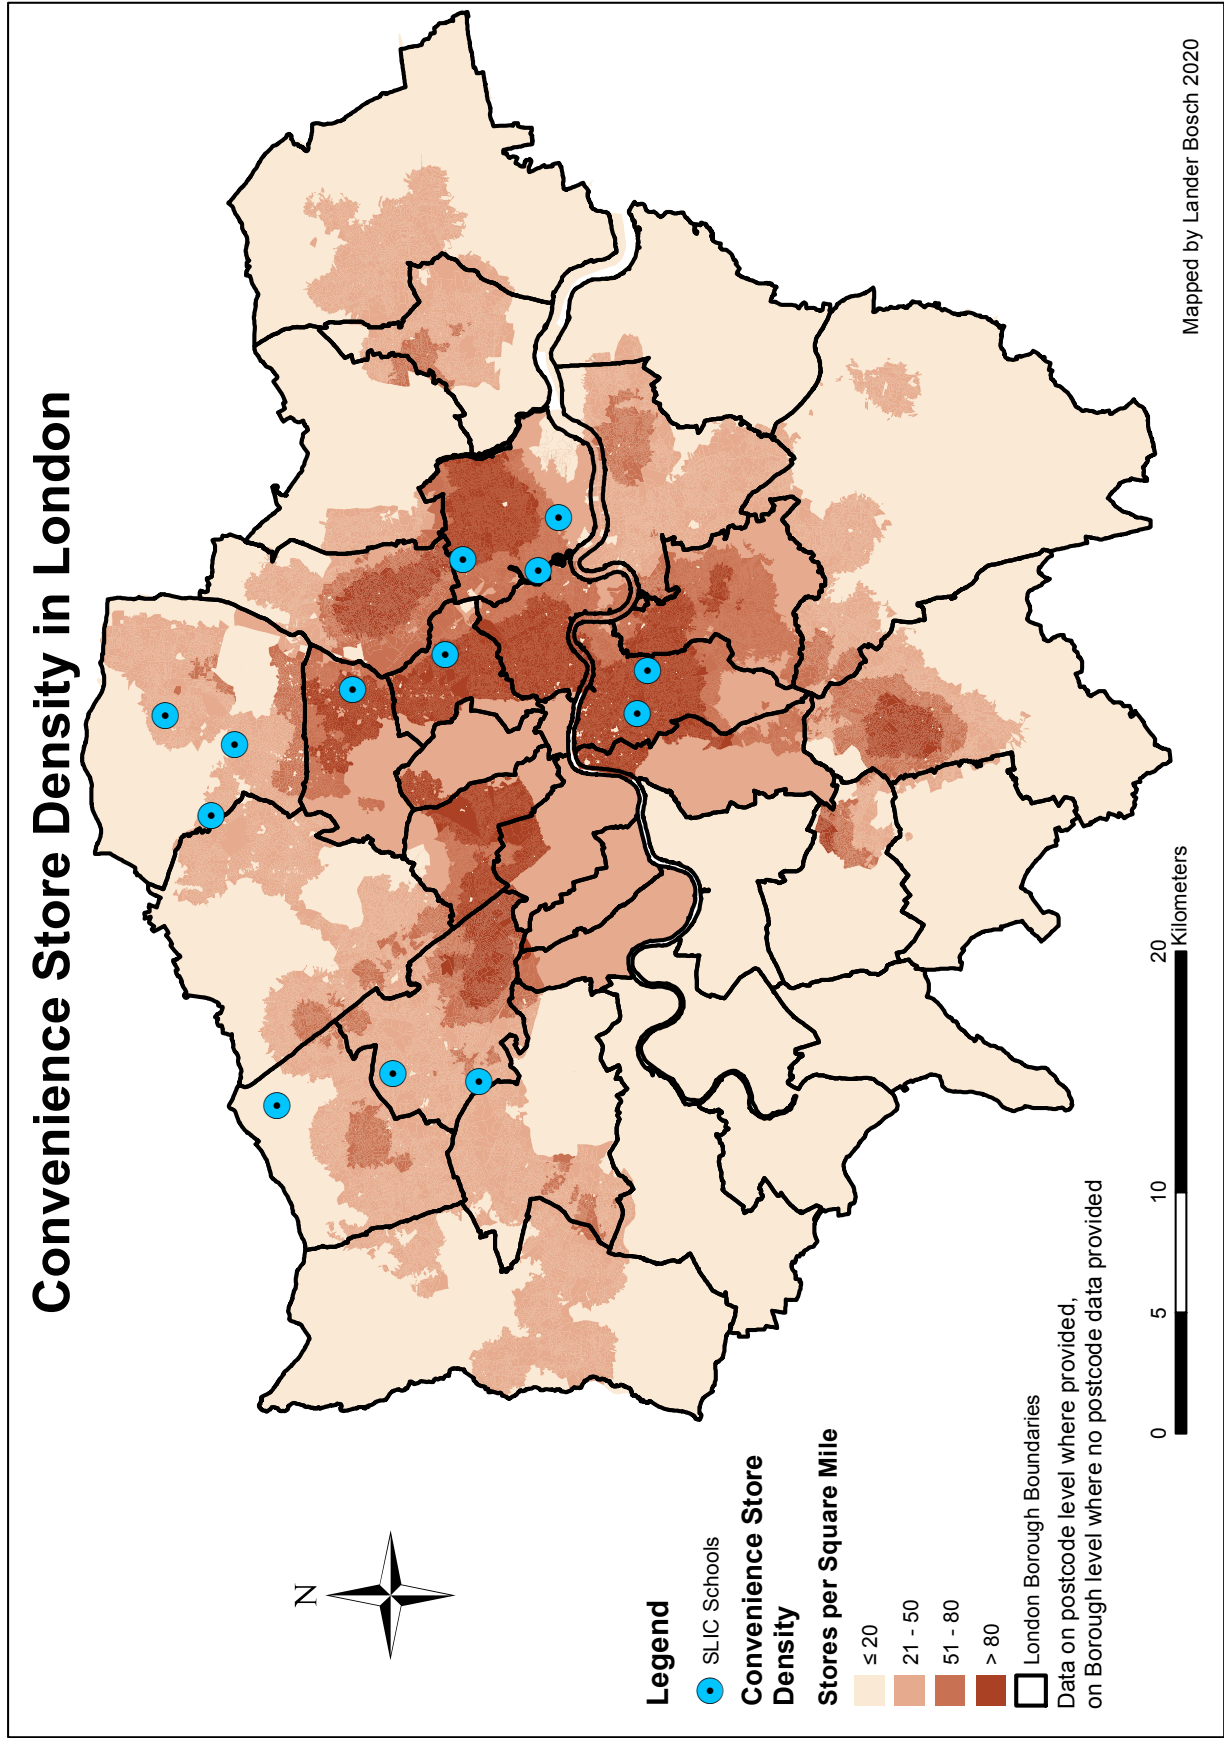 Convenience Store Density in London
N
Legend
SLIC Schools
Convenience Store
Density
Stores per Square Mile
≤ 20
21 - 50
51 - 80
> 80
London Borough Boundaries
Data on postcode level where provided,
on Borough level where no postcode data provided
0 5 10 20
Kilometers
Mapped by Lander Bosch 2020